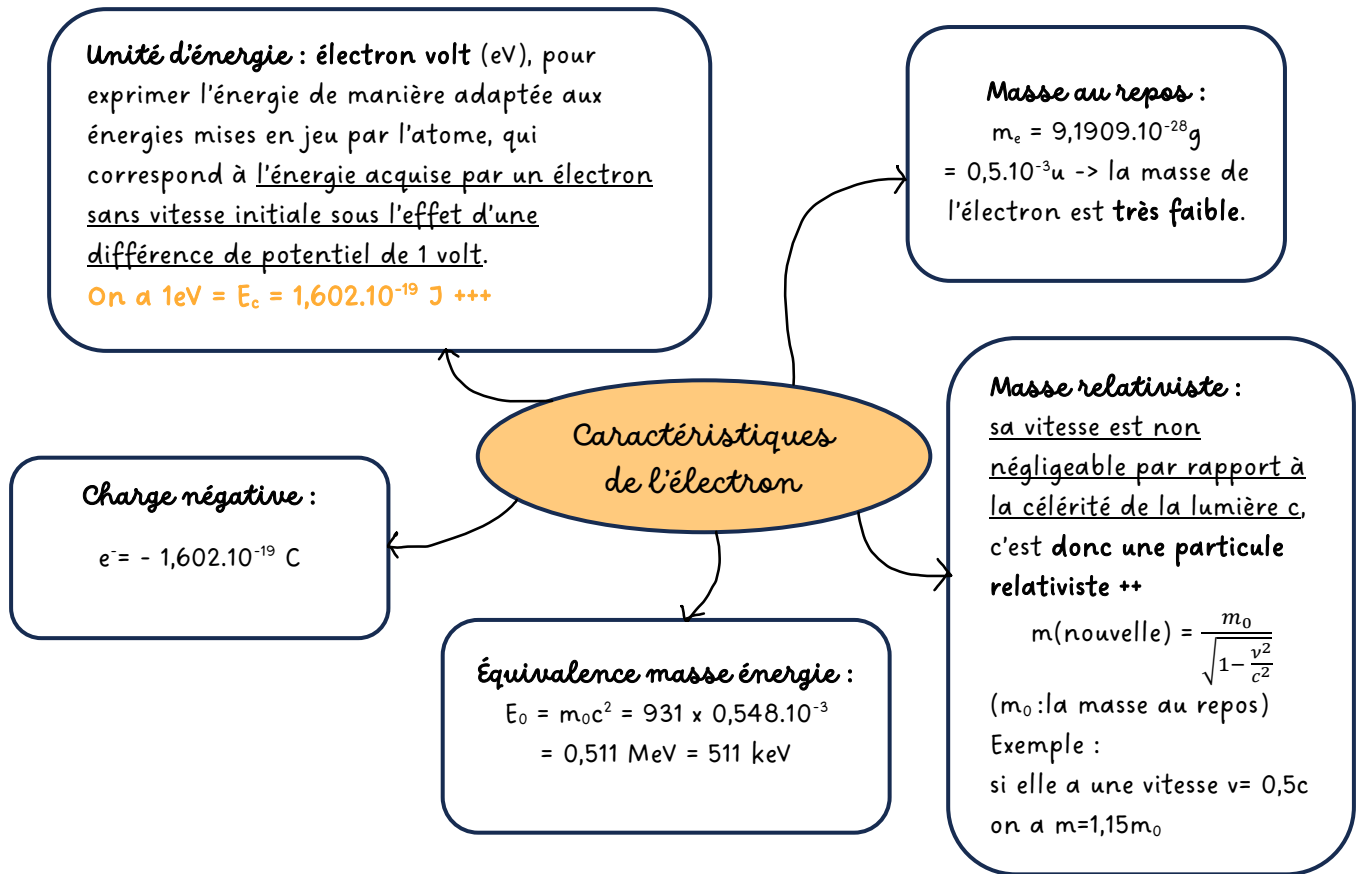 Unité d'énergie : électron volt (eV), pour
exprimer l'énergie de manière adaptée aux
énergies mises en jeu par l'atome, qui
correspond à l'énergie acquise par un électron
sans vitesse initiale sous l'effet d'une
différence de potentiel de 1 volt.
On a 1eV = E꜀ = 1,602.10⁻¹⁹ J +++
Masse au repos :
mₑ = 9,1909.10⁻²⁸g
= 0,5.10⁻³u -> la masse de
l'électron est très faible.
Caractéristiques
de l'électron
Masse relativiste :
sa vitesse est non
négligeable par rapport à
la célérité de la lumière c,
c'est donc une particule
relativiste ++
m(nouvelle) = m₀ / √(1 − v²/c²)
(m₀ :la masse au repos)
Exemple :
si elle a une vitesse v= 0,5c
on a m=1,15m₀
Charge négative :
e⁻= - 1,602.10⁻¹⁹ C
Équivalence masse énergie :
E₀ = m₀c² = 931 x 0,548.10⁻³
= 0,511 MeV = 511 keV